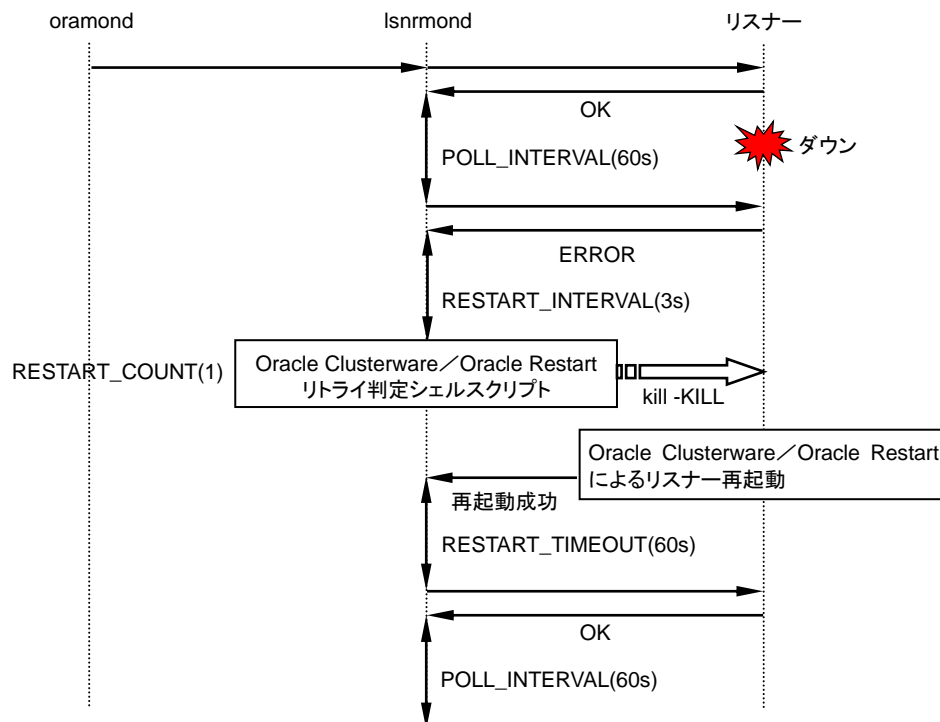 oramond
lsnrmond
リスナー
OK
ダウン
POLL_INTERVAL(60s)
ERROR
RESTART_INTERVAL(3s)
RESTART_COUNT(1)
Oracle Clusterware／Oracle Restart
リトライ判定シェルスクリプト
kill -KILL
Oracle Clusterware／Oracle Restart
によるリスナー再起動
再起動成功
RESTART_TIMEOUT(60s)
OK
POLL_INTERVAL(60s)